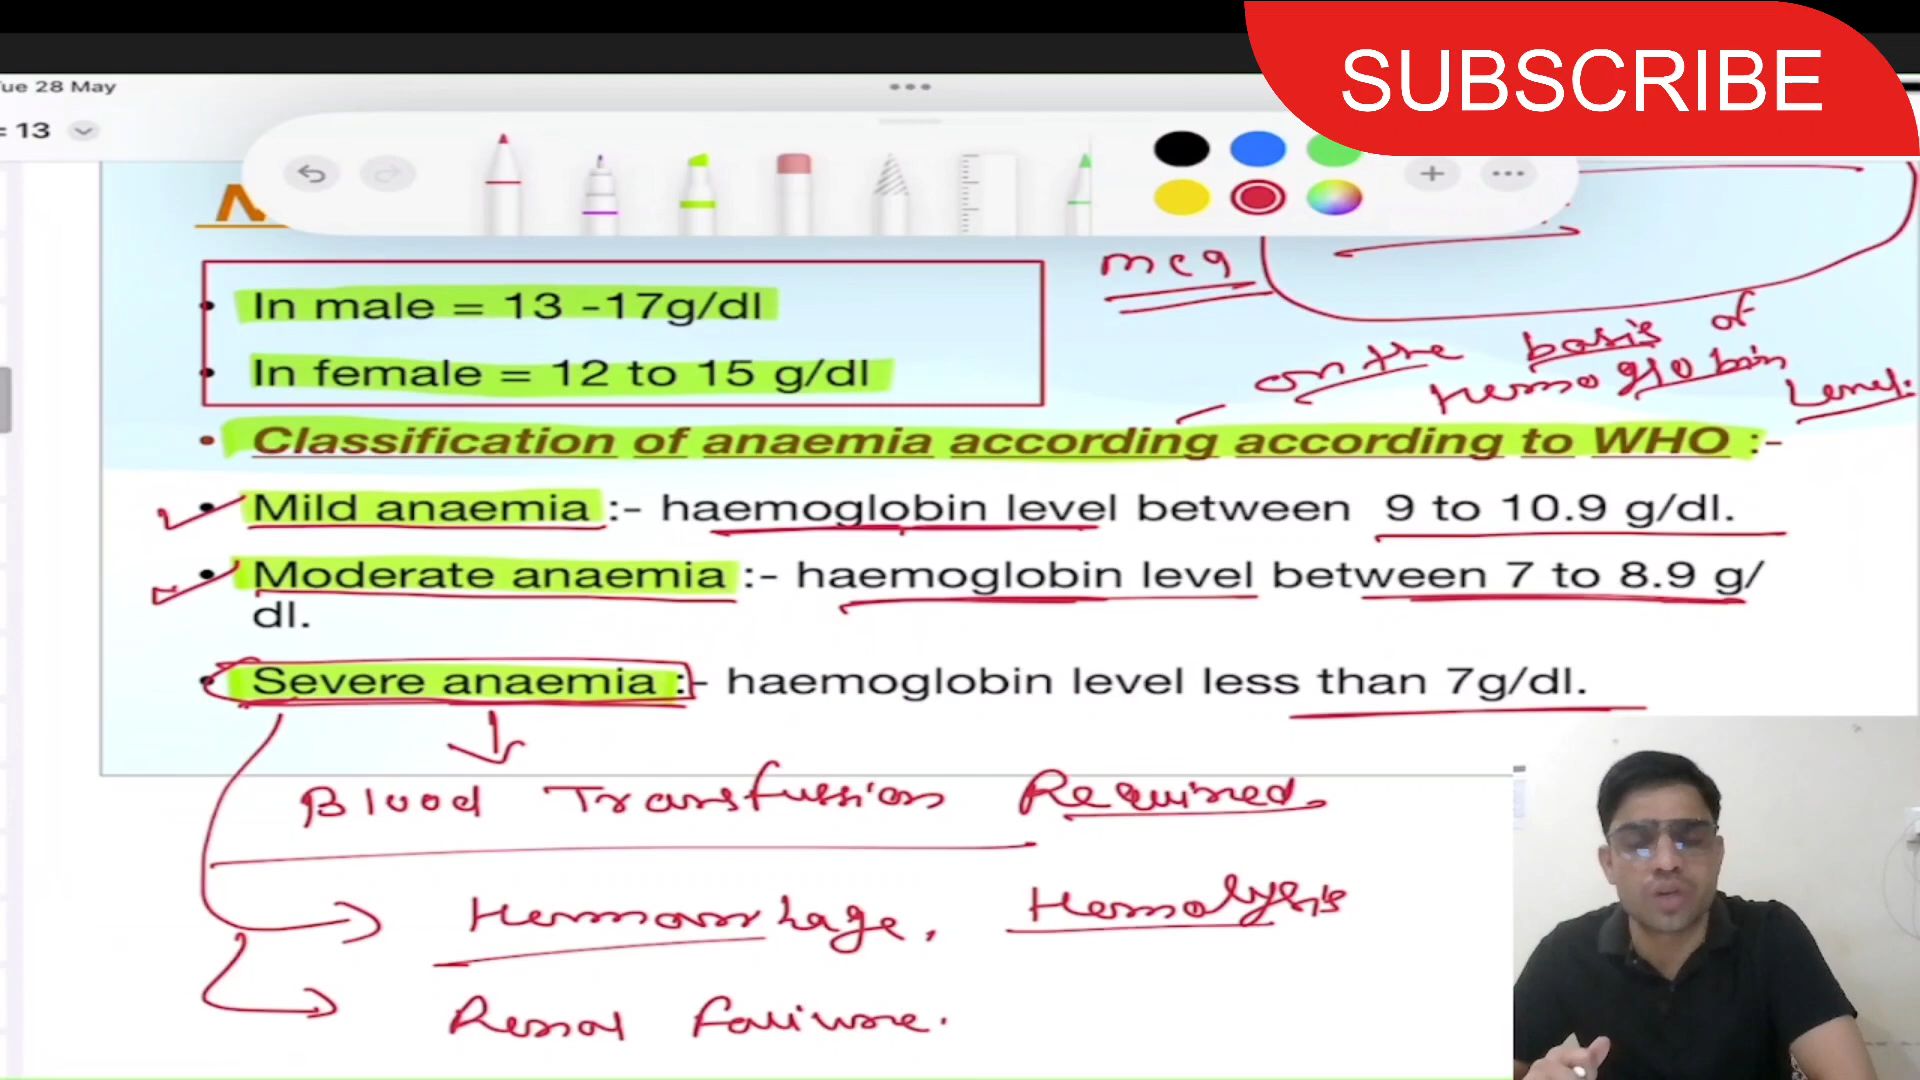 SUBSCRIBE
Tue 28 May
= 13
In male = 13 -17g/dl
mcq
In female = 12 to 15 g/dl
on the basis of
Hemoglobin Level.
Classification of anaemia according according to WHO :-
Mild anaemia :- haemoglobin level between 9 to 10.9 g/dl.
Moderate anaemia :- haemoglobin level between 7 to 8.9 g/
dl.
Severe anaemia :- haemoglobin level less than 7g/dl.
Blood Transfussion Required.
Hemorrhage, Hemolysis
Renal failure.